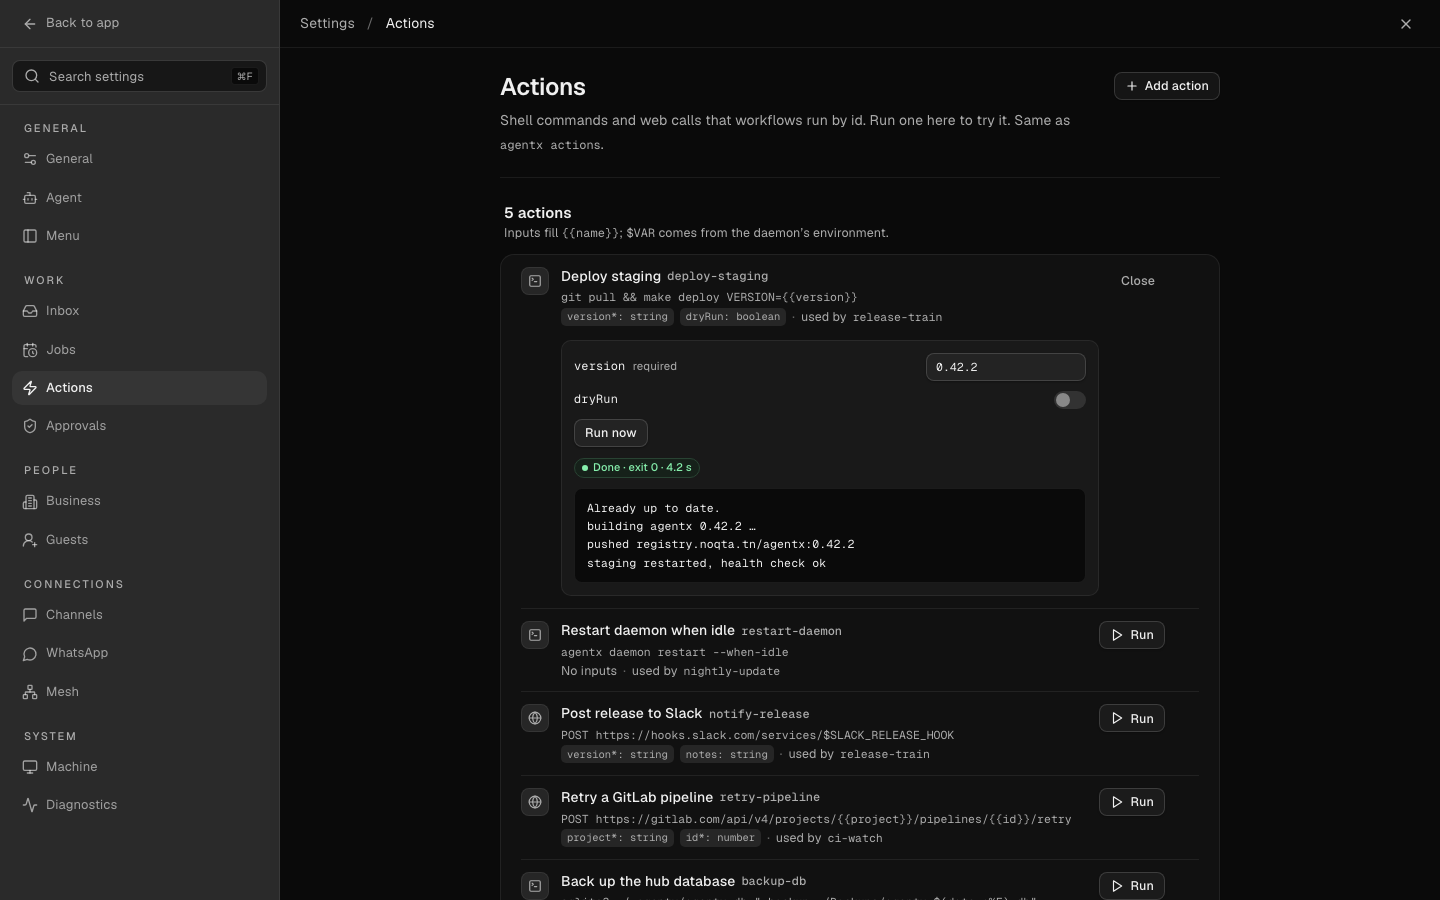 Back to app
Settings / Actions
Search settings ⌘F
GENERAL
General
Agent
Menu
WORK
Inbox
Jobs
Actions
Approvals
PEOPLE
Business
Guests
CONNECTIONS
Channels
WhatsApp
Mesh
SYSTEM
Machine
Diagnostics
Actions
Add action
Shell commands and web calls that workflows run by id. Run one here to try it. Same as
agentx actions.
5 actions
Inputs fill {{name}}; $VAR comes from the daemon's environment.
Deploy staging deploy-staging
Close
git pull && make deploy VERSION={{version}}
version*: string dryRun: boolean · used by release-train
version required 0.42.2
dryRun
Run now
Done · exit 0 · 4.2 s
Already up to date.
building agentx 0.42.2 …
pushed registry.noqta.tn/agentx:0.42.2
staging restarted, health check ok
Restart daemon when idle restart-daemon
Run
agentx daemon restart --when-idle
No inputs · used by nightly-update
Post release to Slack notify-release
Run
POST https://hooks.slack.com/services/$SLACK_RELEASE_HOOK
version*: string notes: string · used by release-train
Retry a GitLab pipeline retry-pipeline
Run
POST https://gitlab.com/api/v4/projects/{{project}}/pipelines/{{id}}/retry
project*: string id*: number · used by ci-watch
Back up the hub database backup-db
Run